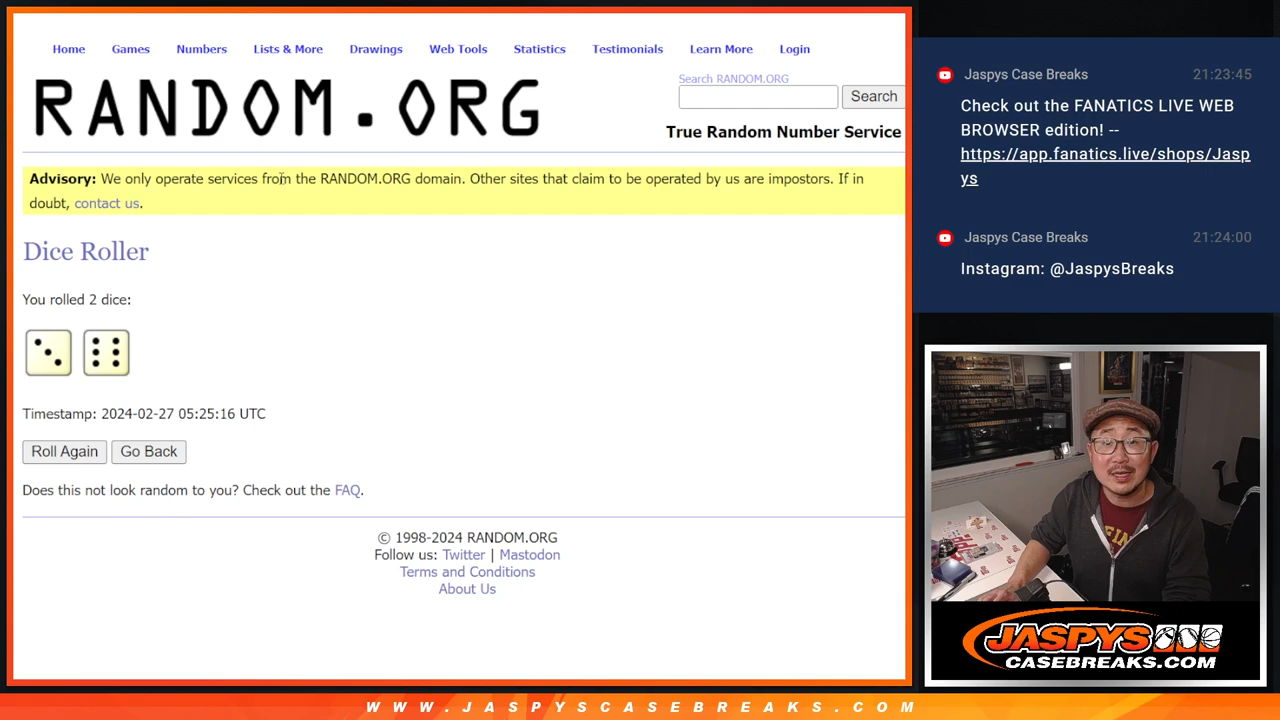 Home Games Numbers Lists & More Drawings Web Tools Statistics Testimonials Learn More Login
RANDOM.ORG
Search RANDOM.ORG
Search
True Random Number Service
Advisory: We only operate services from the RANDOM.ORG domain. Other sites that claim to be operated by us are impostors. If in
doubt, contact us.
Dice Roller
You rolled 2 dice:
Timestamp: 2024-02-27 05:25:16 UTC
Roll Again Go Back
Does this not look random to you? Check out the FAQ.
© 1998-2024 RANDOM.ORG
Follow us: Twitter | Mastodon
Terms and Conditions
About Us
Jaspys Case Breaks 21:23:45
Check out the FANATICS LIVE WEB
BROWSER edition! --
https://app.fanatics.live/shops/Jasp
ys
Jaspys Case Breaks 21:24:00
Instagram: @JaspysBreaks
JASPYS
CASEBREAKS.COM
WWW.JASPYSCASEBREAKS.COM